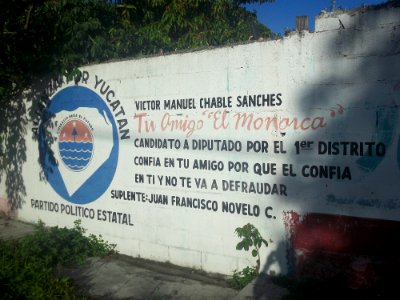 ALIANZA POR YUCATAN
PARTIDO POLITICO ESTATAL
VICTOR MANUEL CHABLE SANCHES
Tu Amigo "El Monarca"
CANDIDATO A DIPUTADO POR EL 1er DISTRITO
CONFIA EN TU AMIGO POR QUE EL CONFIA
EN TI Y NO TE VA A DEFRAUDAR
SUPLENTE: JUAN FRANCISCO NOVELO C.